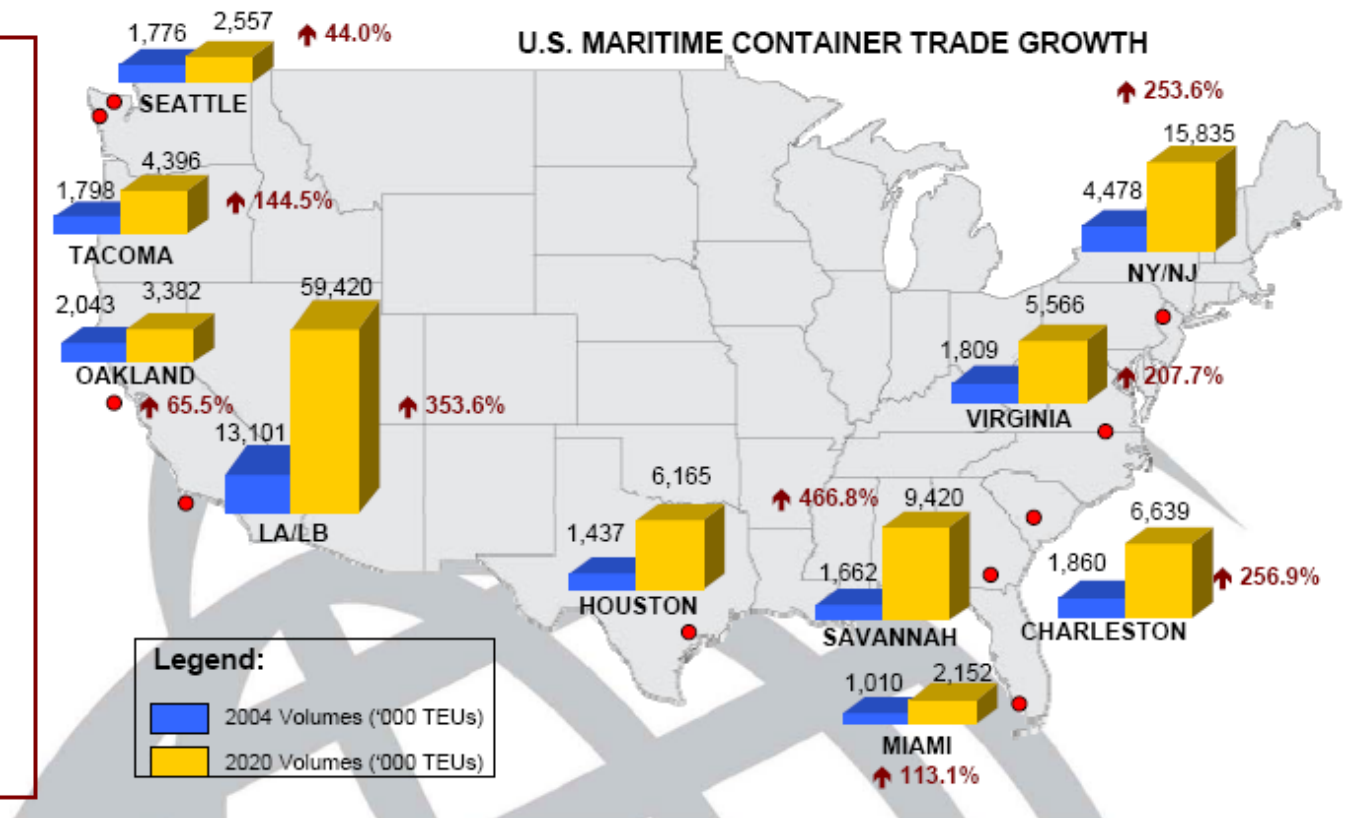 U.S. MARITIME CONTAINER TRADE GROWTH
1,776
2,557
44.0%
SEATTLE
1,798
4,396
144.5%
TACOMA
2,043
3,382
OAKLAND
65.5%
13,101
59,420
353.6%
LA/LB
1,437
6,165
HOUSTON
466.8%
1,662
9,420
SAVANNAH
1,010
2,152
MIAMI
113.1%
1,860
6,639
256.9%
CHARLESTON
1,809
5,566
207.7%
VIRGINIA
253.6%
4,478
15,835
NY/NJ
Legend:
2004 Volumes ('000 TEUs)
2020 Volumes ('000 TEUs)